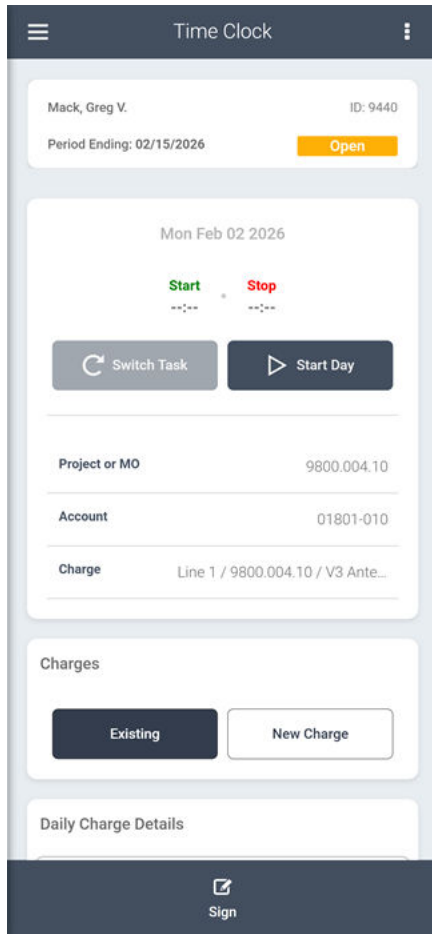 Time Clock
Mack, Greg V. ID: 9440
Period Ending: 02/15/2026 Open
Mon Feb 02 2026
Start Stop
--:-- --:--
Switch Task Start Day
Project or MO 9800.004.10
Account 01801-010
Charge Line 1 / 9800.004.10 / V3 Ante...
Charges
Existing New Charge
Daily Charge Details
Sign